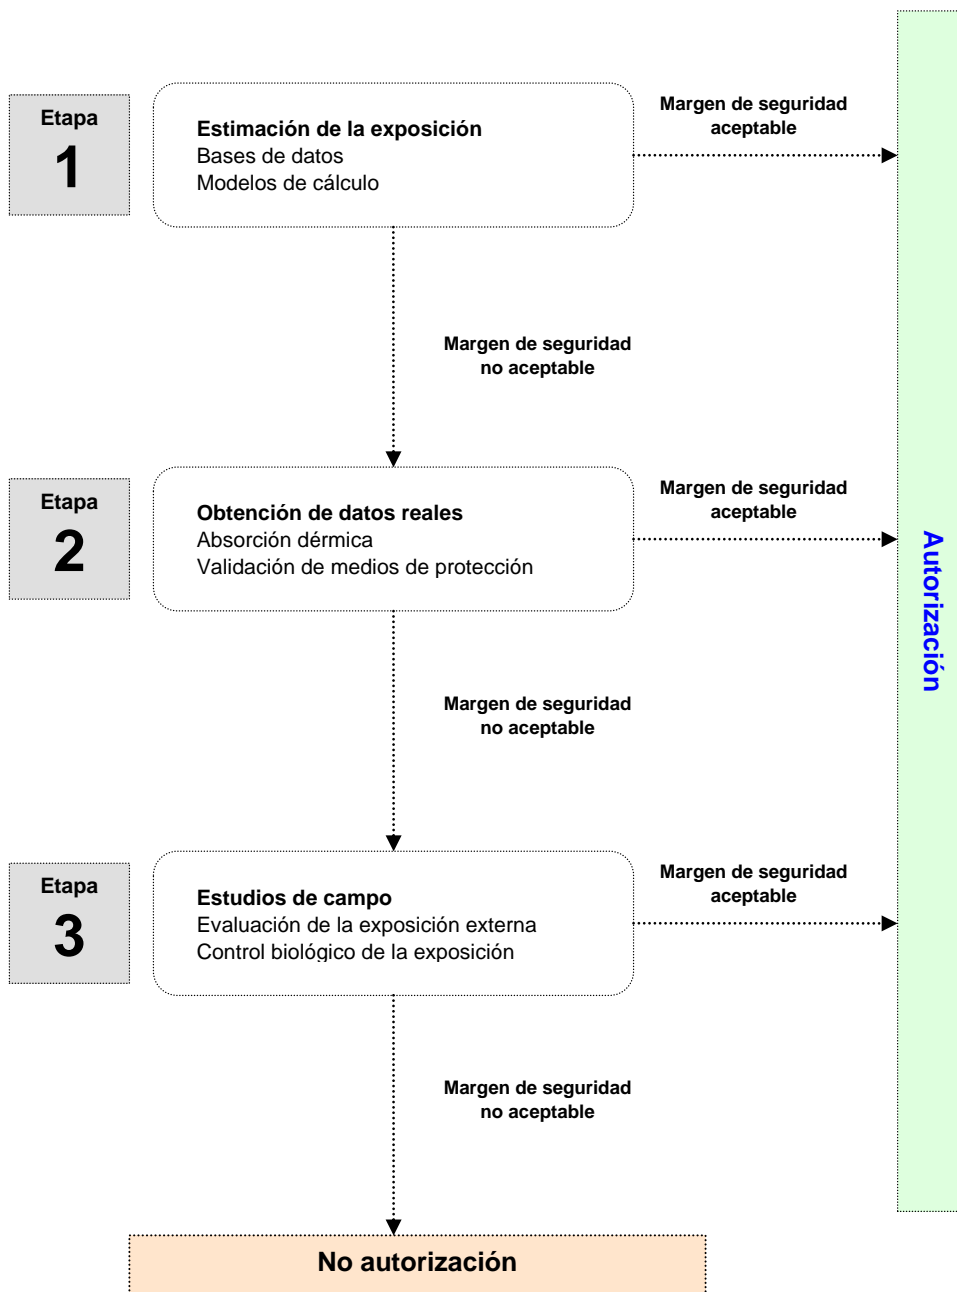 Etapa
1
Estimación de la exposición
Bases de datos
Modelos de cálculo
Margen de seguridad
aceptable
Margen de seguridad
no aceptable
Etapa
2
Obtención de datos reales
Absorción dérmica
Validación de medios de protección
Margen de seguridad
aceptable
Autorización
Margen de seguridad
no aceptable
Etapa
3
Estudios de campo
Evaluación de la exposición externa
Control biológico de la exposición
Margen de seguridad
aceptable
Margen de seguridad
no aceptable
No autorización